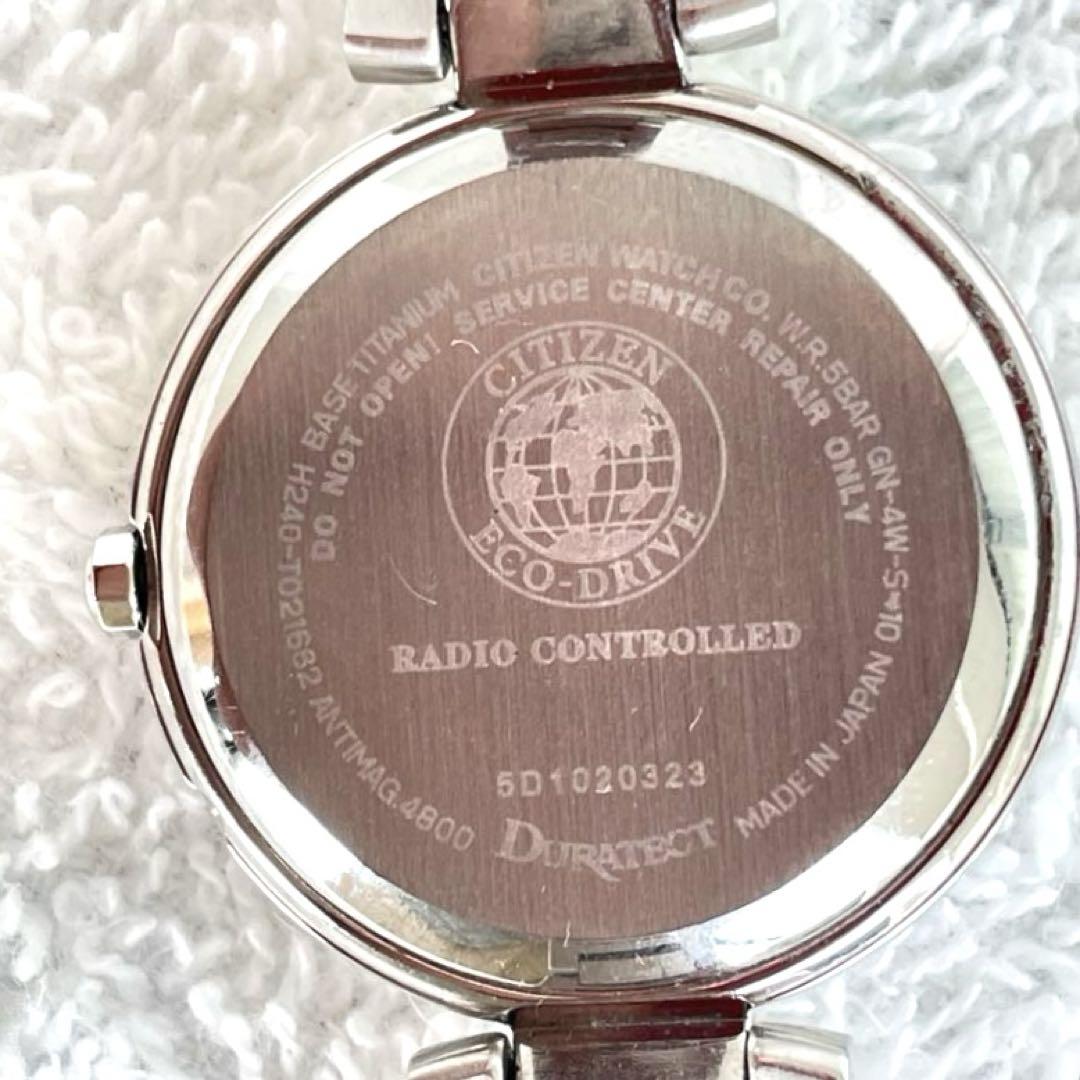 BASE TITANIUM CITIZEN WATCH CO. W.R.5BAR GN-4W-S-10
DO NOT OPEN! SERVICE CENTER REPAIR ONLY
CITIZEN
ECO-DRIVE
RADIO CONTROLLED
5D1020323
DURATECT
H240-T021682 ANTIMAG.4800
MADE IN JAPAN